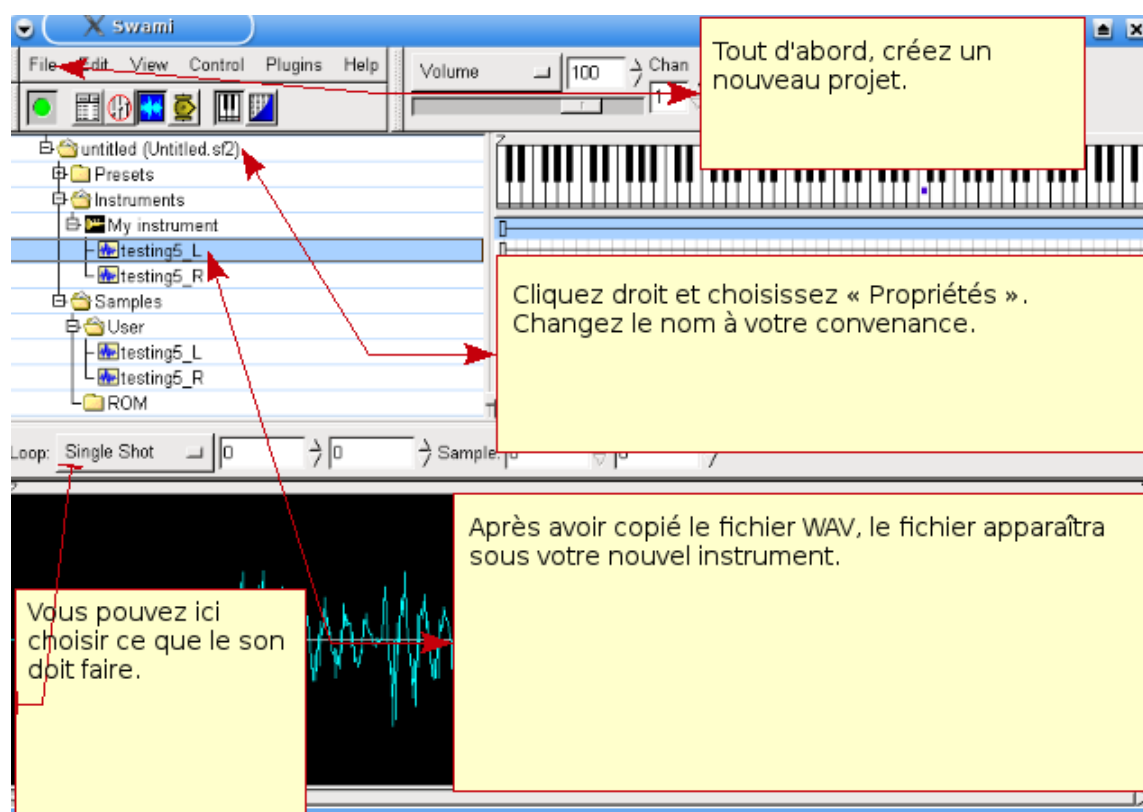 Swami
File Edit View Control Plugins Help
Volume 100 Chan
1
Tout d'abord, créez un
nouveau projet.
untitled (Untitled.sf2)
Presets
Instruments
My instrument
testing5_L
testing5_R
Samples
User
testing5_L
testing5_R
ROM
Cliquez droit et choisissez « Propriétés ».
Changez le nom à votre convenance.
Loop: Single Shot 0 0 Sample: 0 0
Après avoir copié le fichier WAV, le fichier apparaîtra
sous votre nouvel instrument.
Vous pouvez ici
choisir ce que le son
doit faire.